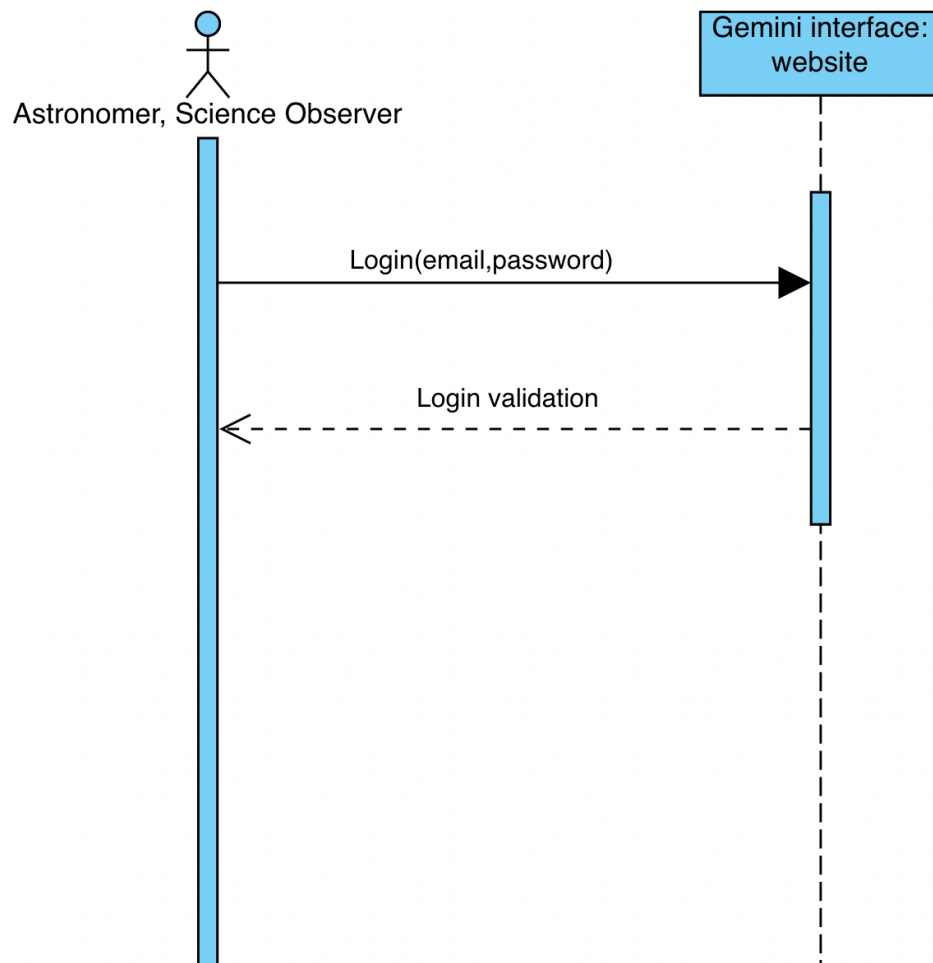 Gemini interface:
website
Astronomer, Science Observer
Login(email,password)
Login validation